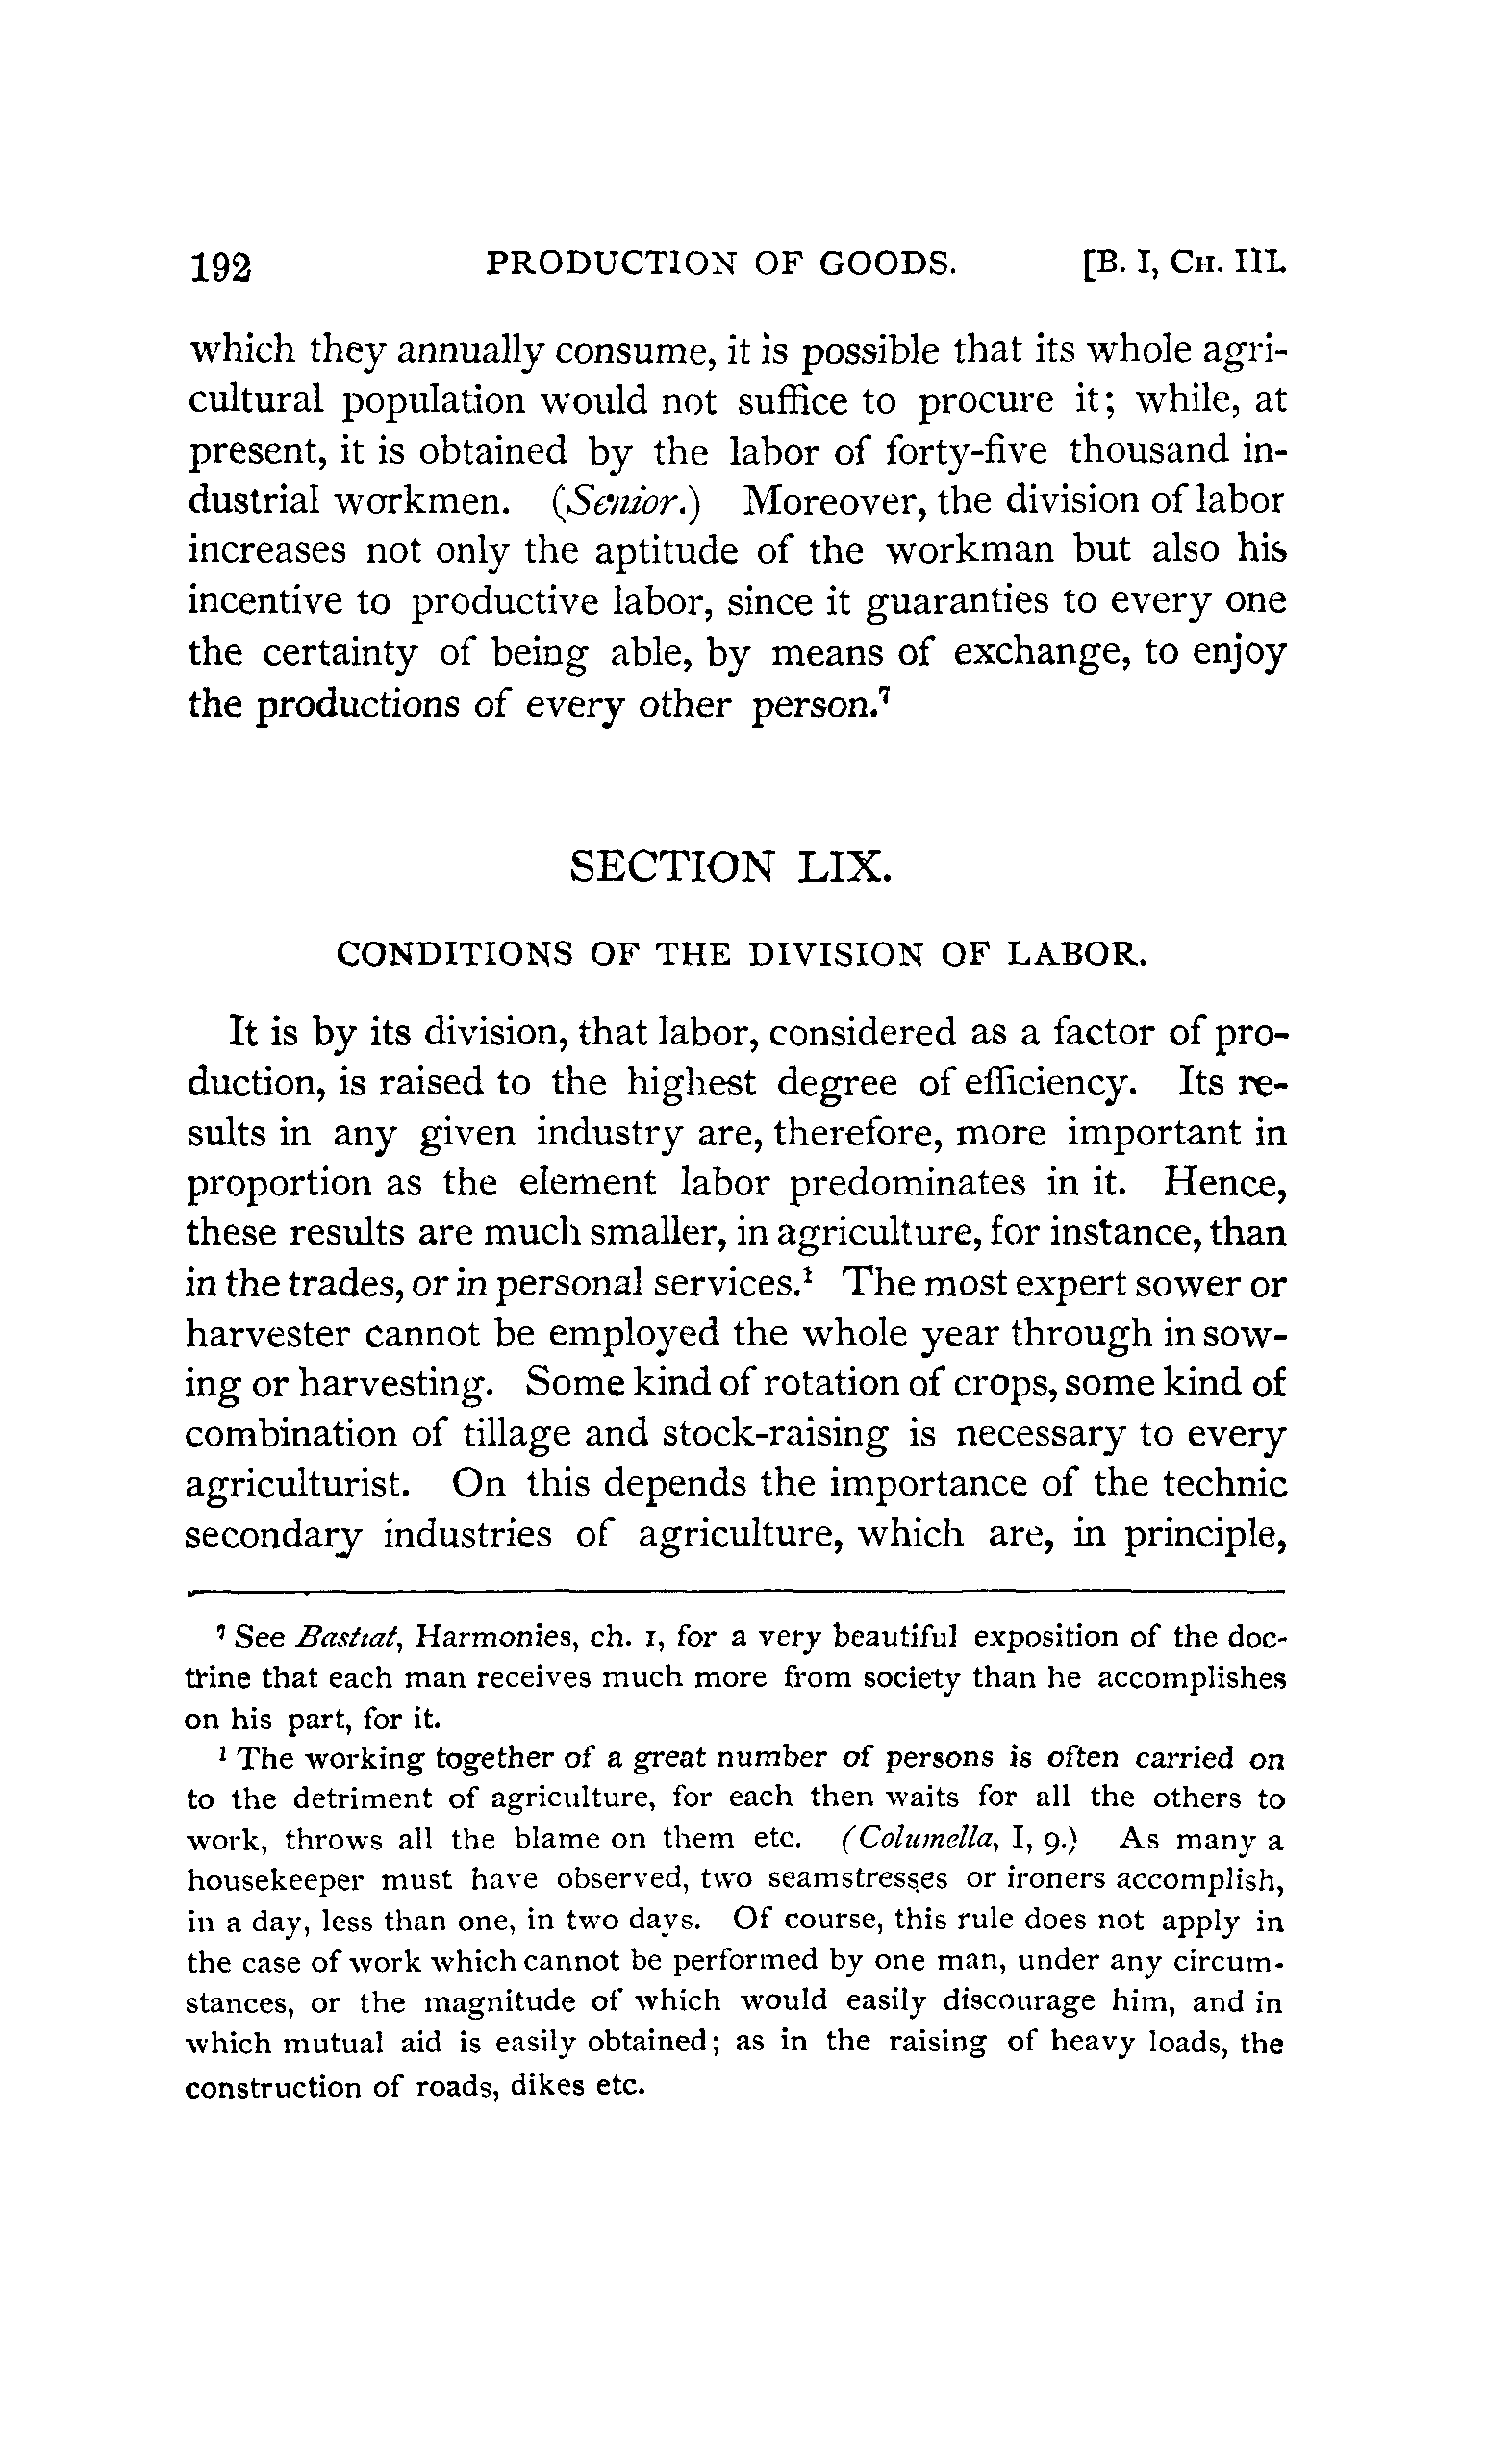 192 PRODUCTION OF GOODS. [B. I, CH. III.
which they annually consume, it is possible that its whole agri-
cultural population would not suffice to procure it; while, at
present, it is obtained by the labor of forty-five thousand in-
dustrial workmen. (Senior.) Moreover, the division of labor
increases not only the aptitude of the workman but also his
incentive to productive labor, since it guaranties to every one
the certainty of being able, by means of exchange, to enjoy
the productions of every other person.⁷
SECTION LIX.
CONDITIONS OF THE DIVISION OF LABOR.
It is by its division, that labor, considered as a factor of pro-
duction, is raised to the highest degree of efficiency. Its re-
sults in any given industry are, therefore, more important in
proportion as the element labor predominates in it. Hence,
these results are much smaller, in agriculture, for instance, than
in the trades, or in personal services.¹ The most expert sower or
harvester cannot be employed the whole year through in sow-
ing or harvesting. Some kind of rotation of crops, some kind of
combination of tillage and stock-raising is necessary to every
agriculturist. On this depends the importance of the technic
secondary industries of agriculture, which are, in principle,
⁷ See Bastiat, Harmonies, ch. 1, for a very beautiful exposition of the doc-
trine that each man receives much more from society than he accomplishes
on his part, for it.
¹ The working together of a great number of persons is often carried on
to the detriment of agriculture, for each then waits for all the others to
work, throws all the blame on them etc. (Columella, I, 9.) As many a
housekeeper must have observed, two seamstresses or ironers accomplish,
in a day, less than one, in two days. Of course, this rule does not apply in
the case of work which cannot be performed by one man, under any circum-
stances, or the magnitude of which would easily discourage him, and in
which mutual aid is easily obtained; as in the raising of heavy loads, the
construction of roads, dikes etc.